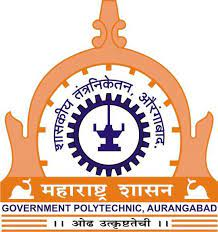 शासकीय तंत्रनिकेतन, औरंगाबाद.
महाराष्ट्र शासन
GOVERNMENT POLYTECHNIC, AURANGABAD
।। ओढ उत्कृष्टतेची ।।